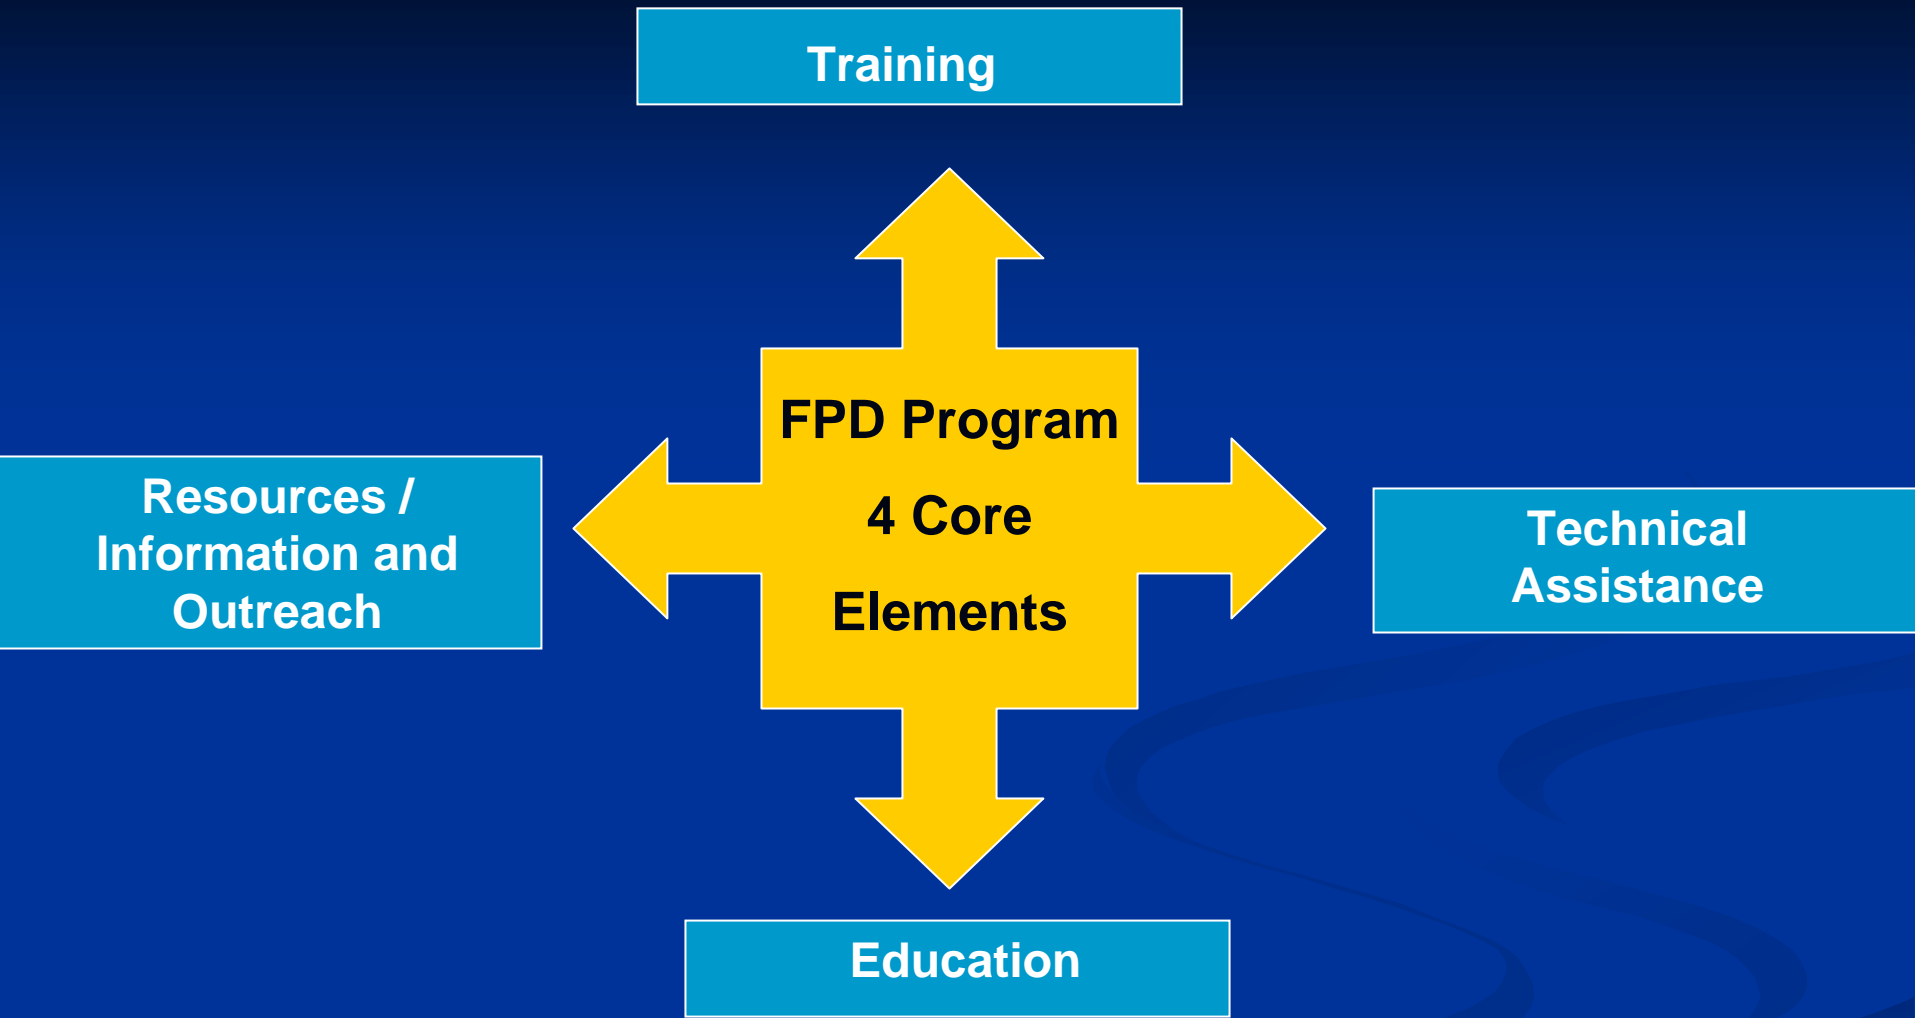 Training
FPD Program
4 Core
Elements
Resources /
Information and
Outreach
Technical
Assistance
Education